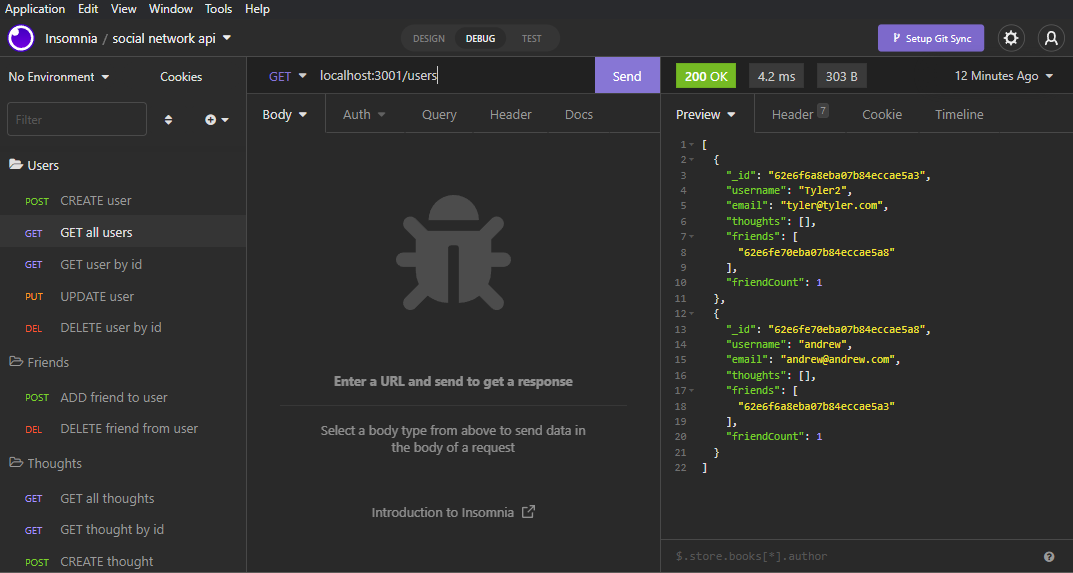 Application Edit View Window Tools Help
Insomnia / social network api
DESIGN DEBUG TEST
Setup Git Sync
No Environment
Cookies
Filter
Users
POST CREATE user
GET GET all users
GET GET user by id
PUT UPDATE user
DEL DELETE user by id
Friends
POST ADD friend to user
DEL DELETE friend from user
Thoughts
GET GET all thoughts
GET GET thought by id
POST CREATE thought
GET localhost:3001/users
Send
Body Auth Query Header Docs
Enter a URL and send to get a response
Select a body type from above to send data in
the body of a request
Introduction to Insomnia
200 OK 4.2 ms 303 B 12 Minutes Ago
Preview Header 7 Cookie Timeline
1 [
2 {
3 "_id": "62e6f6a8eba07b84eccae5a3",
4 "username": "Tyler2",
5 "email": "tyler@tyler.com",
6 "thoughts": [],
7 "friends": [
8 "62e6fe70eba07b84eccae5a8"
9 ],
10 "friendCount": 1
11 },
12 {
13 "_id": "62e6fe70eba07b84eccae5a8",
14 "username": "andrew",
15 "email": "andrew@andrew.com",
16 "thoughts": [],
17 "friends": [
18 "62e6f6a8eba07b84eccae5a3"
19 ],
20 "friendCount": 1
21 }
22 ]
$.store.books[*].author